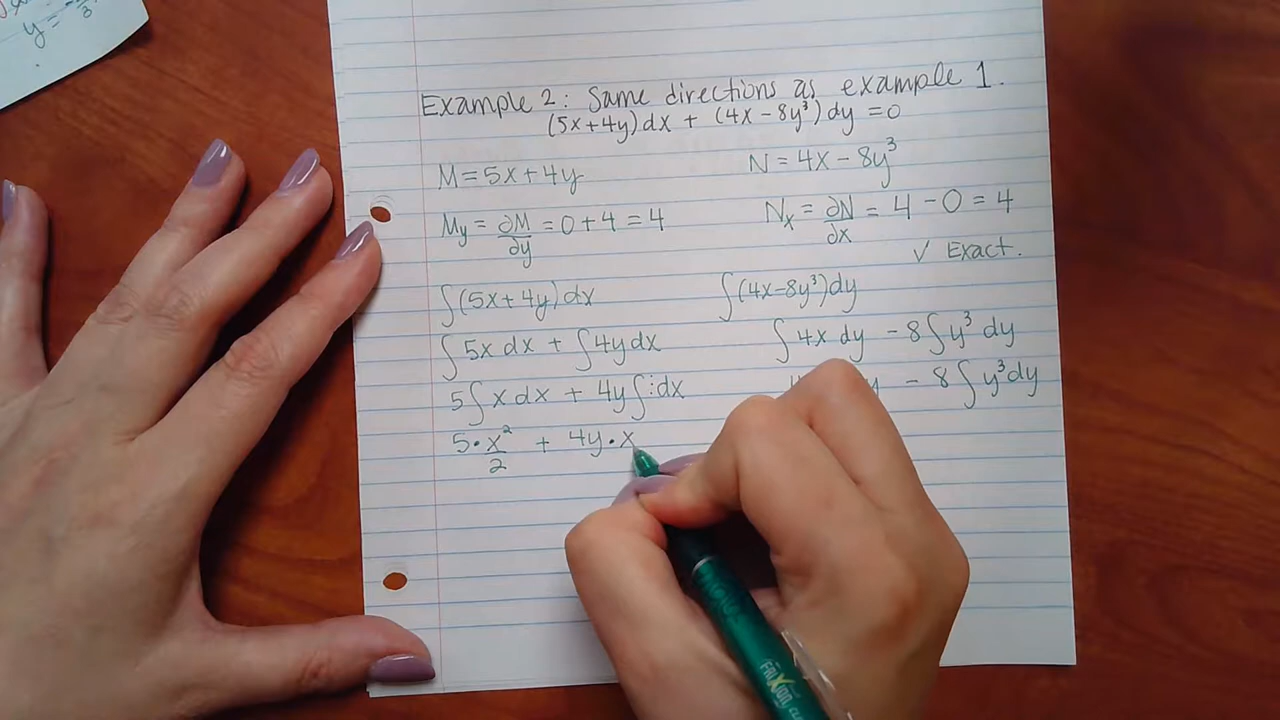 y =
Example 2: Same directions as example 1.
(5x+4y)dx + (4x-8y³)dy =0
M=5x+4y N=4x-8y³
My = ∂M/∂y =0+4=4 Nx = ∂N/∂x = 4-0=4
✓ Exact.
∫(5x+4y)dx ∫(4x-8y³)dy
∫5x dx + ∫4y dx ∫4x dy -8∫y³ dy
5∫x dx + 4y∫1dx - 8∫y³dy
5·x²/2 + 4y·x
FRIXION